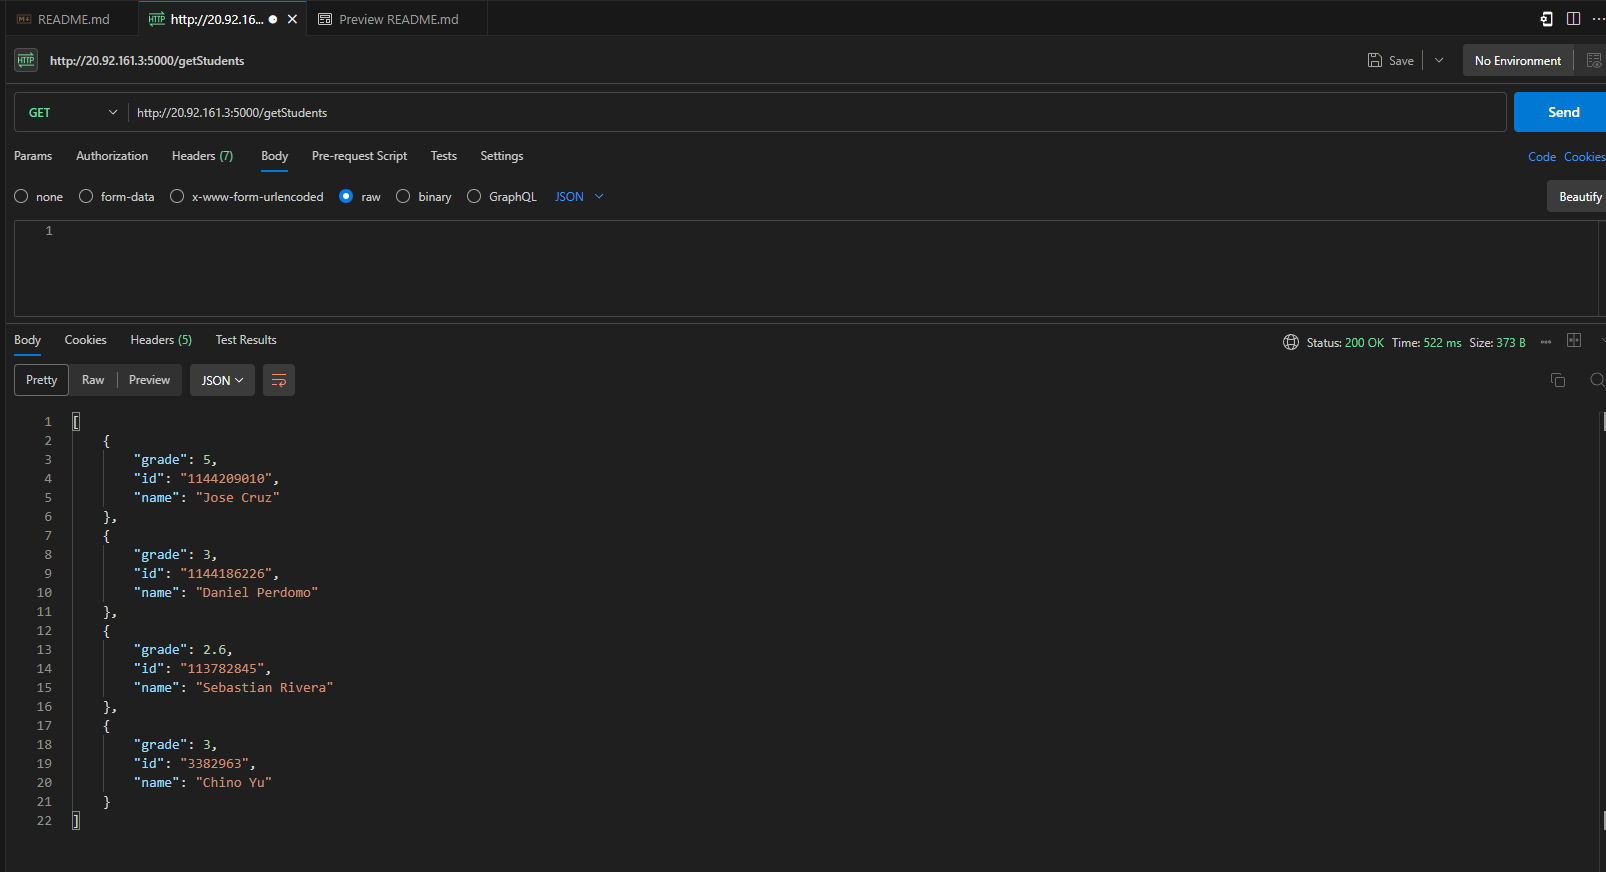 README.md
HTTP http://20.92.16...
Preview README.md
HTTP http://20.92.161.3:5000/getStudents
Save
No Environment
GET http://20.92.161.3:5000/getStudents
Send
Params Authorization Headers (7) Body Pre-request Script Tests Settings
Code Cookies
none form-data x-www-form-urlencoded raw binary GraphQL JSON
Beautify
1
Body Cookies Headers (5) Test Results
Status: 200 OK Time: 522 ms Size: 373 B
Pretty Raw Preview JSON
1 [
2 {
3 "grade": 5,
4 "id": "1144209010",
5 "name": "Jose Cruz"
6 },
7 {
8 "grade": 3,
9 "id": "1144186226",
10 "name": "Daniel Perdomo"
11 },
12 {
13 "grade": 2.6,
14 "id": "113782845",
15 "name": "Sebastian Rivera"
16 },
17 {
18 "grade": 3,
19 "id": "3382963",
20 "name": "Chino Yu"
21 }
22 ]